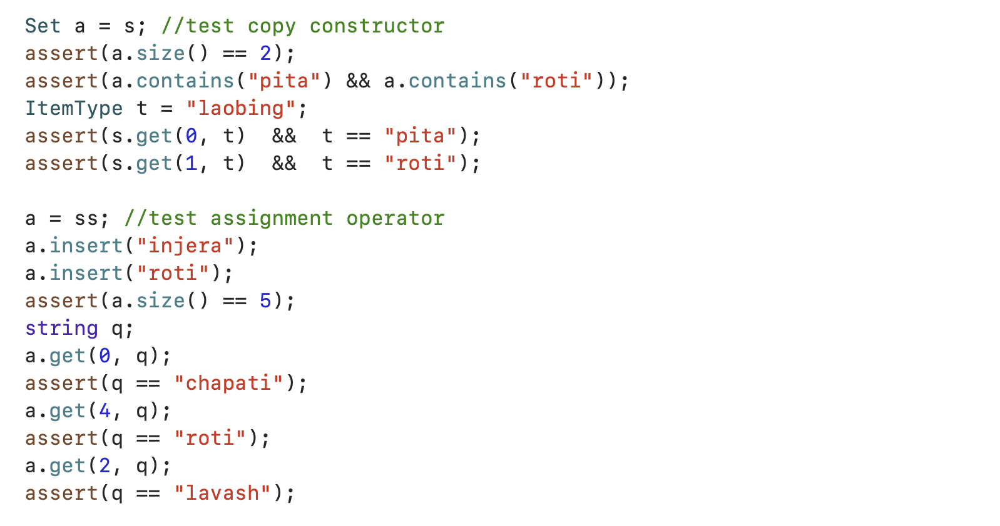 Set a = s; //test copy constructor
assert(a.size() == 2);
assert(a.contains("pita") && a.contains("roti"));
ItemType t = "laobing";
assert(s.get(0, t)  &&  t == "pita");
assert(s.get(1, t)  &&  t == "roti");

a = ss; //test assignment operator
a.insert("injera");
a.insert("roti");
assert(a.size() == 5);
string q;
a.get(0, q);
assert(q == "chapati");
a.get(4, q);
assert(q == "roti");
a.get(2, q);
assert(q == "lavash");